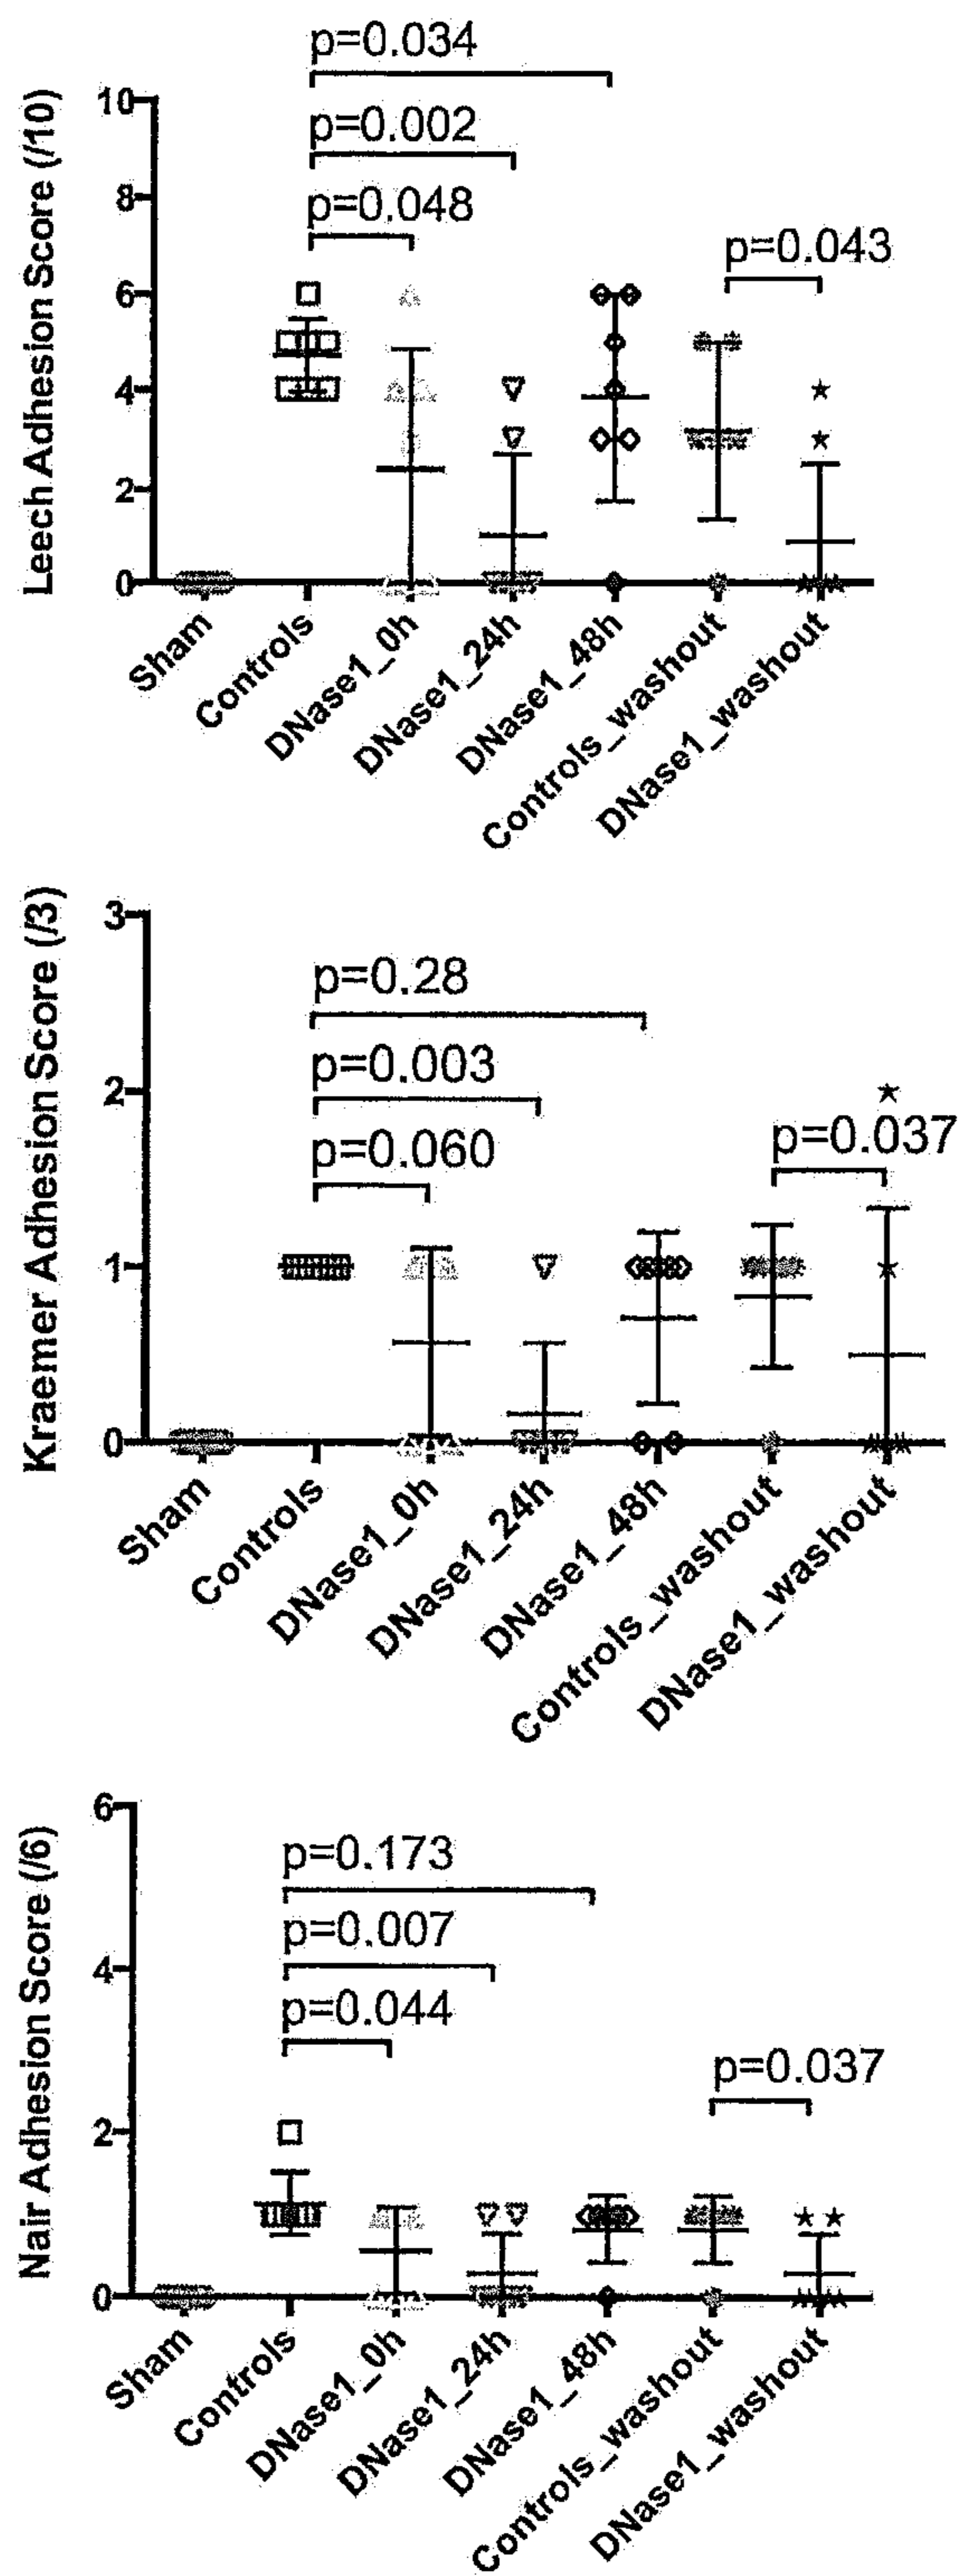 Leech Adhesion Score (/10)
10
8
6
4
2
0
p=0.034
p=0.002
p=0.048
p=0.043
Sham
Controls
DNase1_0h
DNase1_24h
DNase1_48h
Controls_washout
DNase1_washout
Kraemer Adhesion Score (/3)
3
2
1
0
p=0.28
p=0.003
p=0.060
p=0.037
Sham
Controls
DNase1_0h
DNase1_24h
DNase1_48h
Controls_washout
DNase1_washout
Nair Adhesion Score (/6)
6
4
2
0
p=0.173
p=0.007
p=0.044
p=0.037
Sham
Controls
DNase1_0h
DNase1_24h
DNase1_48h
Controls_washout
DNase1_washout